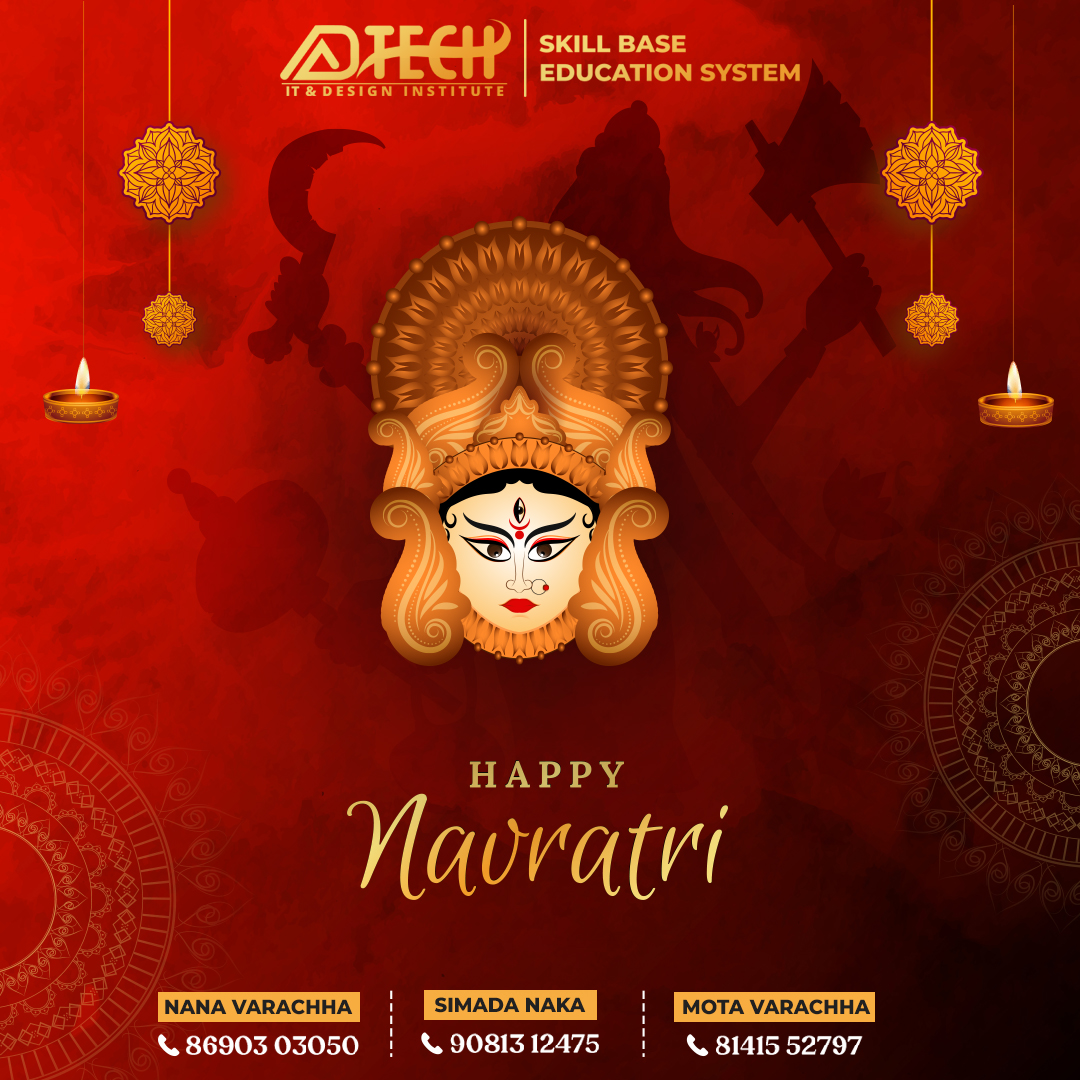 ADTECH
IT & DESIGN INSTITUTE
SKILL BASE
EDUCATION SYSTEM
HAPPY
Navratri
NANA VARACHHA
86903 03050
SIMADA NAKA
90813 12475
MOTA VARACHHA
81415 52797